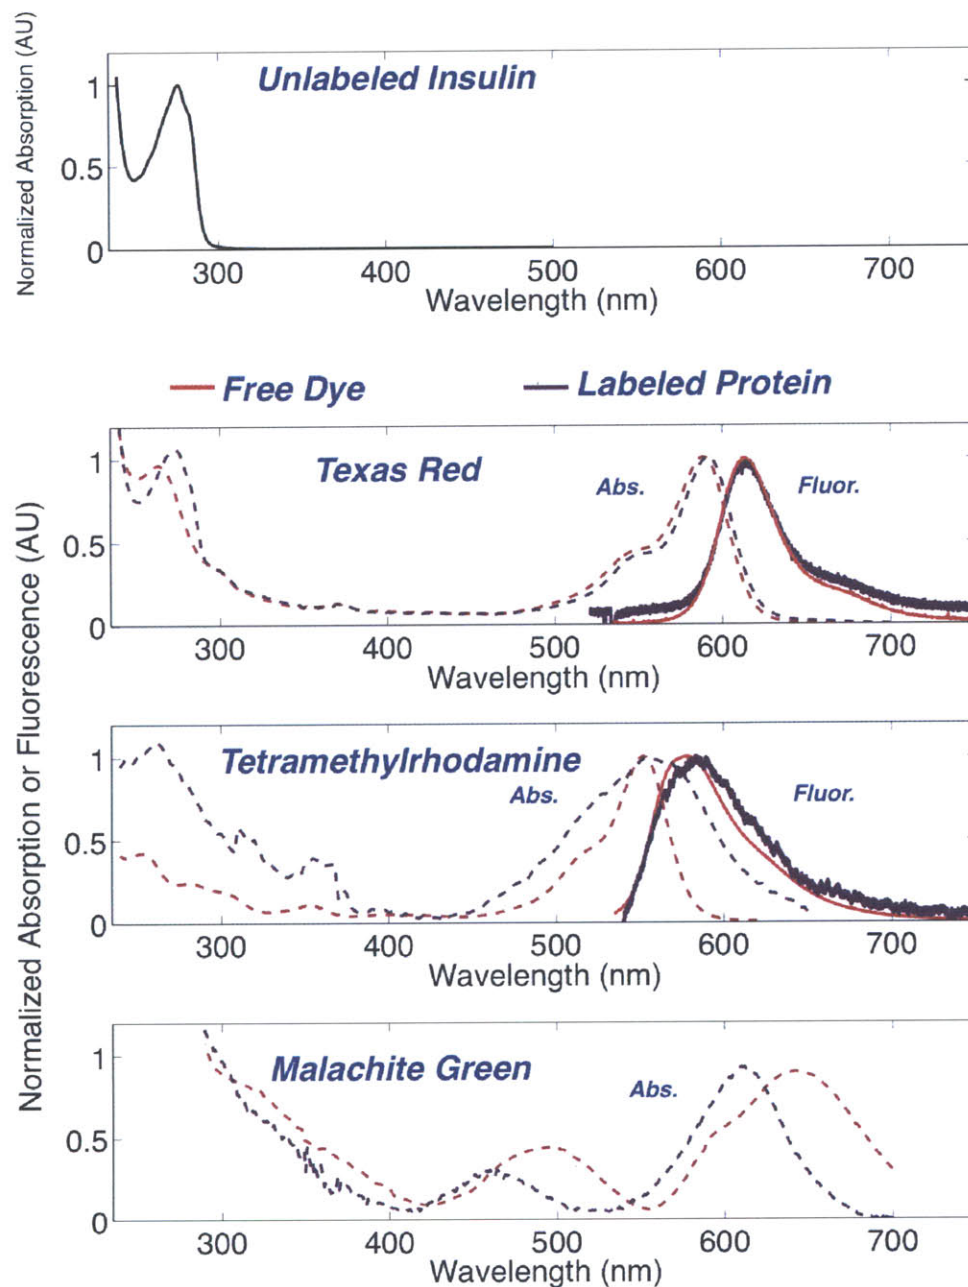 Normalized Absorption (AU)
Unlabeled Insulin
1
0.5
0
300 400 500 600 700
Wavelength (nm)
Free Dye
Labeled Protein
Normalized Absorption or Fluorescence (AU)
Texas Red
Abs.
Fluor.
1
0.5
0
300 400 500 600 700
Wavelength (nm)
Tetramethylrhodamine
Abs.
Fluor.
1
0.5
0
300 400 500 600 700
Wavelength (nm)
Malachite Green
Abs.
1
0.5
0
300 400 500 600 700
Wavelength (nm)